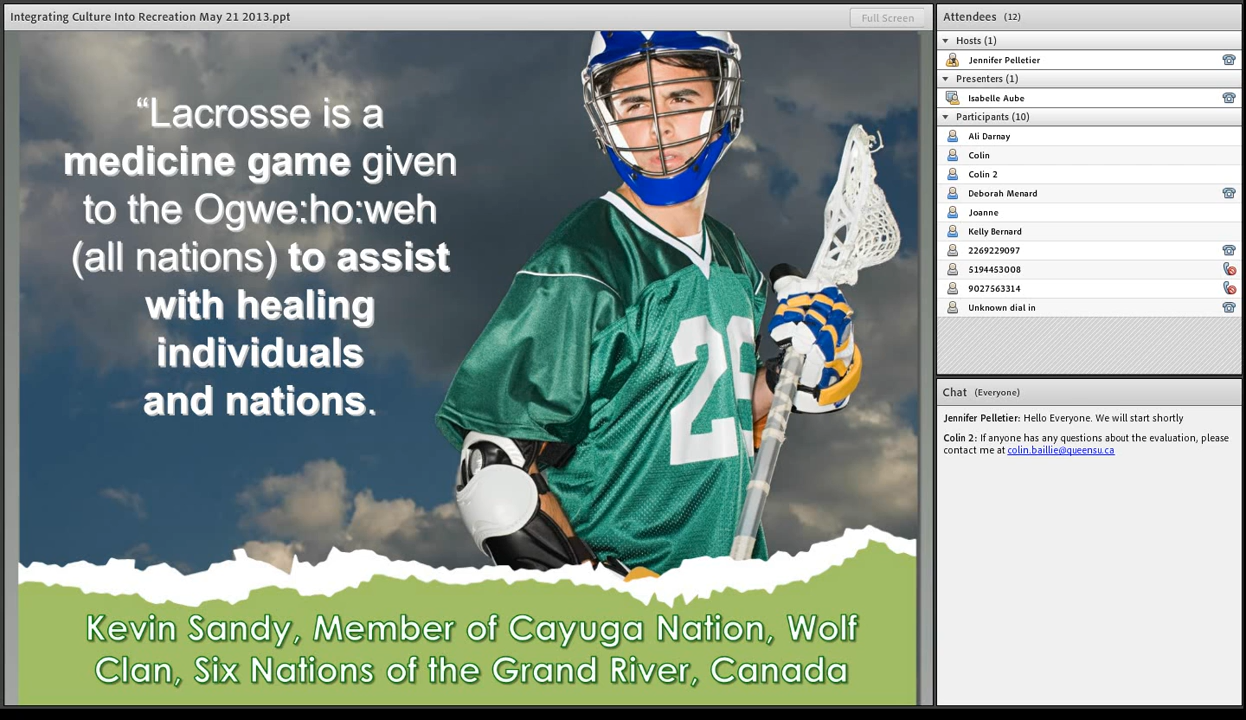 Integrating Culture Into Recreation May 21 2013.ppt
Full Screen
“Lacrosse is a
medicine game given
to the Ogwe:ho:weh
(all nations) to assist
with healing
individuals
and nations.
29
Kevin Sandy, Member of Cayuga Nation, Wolf
Clan, Six Nations of the Grand River, Canada
Attendees (12)
Hosts (1)
Jennifer Pelletier
Presenters (1)
Isabelle Aube
Participants (10)
Ali Darnay
Colin
Colin 2
Deborah Menard
Joanne
Kelly Bernard
2269229097
5194453008
9027563314
Unknown dial in
Chat (Everyone)
Jennifer Pelletier: Hello Everyone. We will start shortly
Colin 2: If anyone has any questions about the evaluation, please
contact me at colin.baillie@queensu.ca